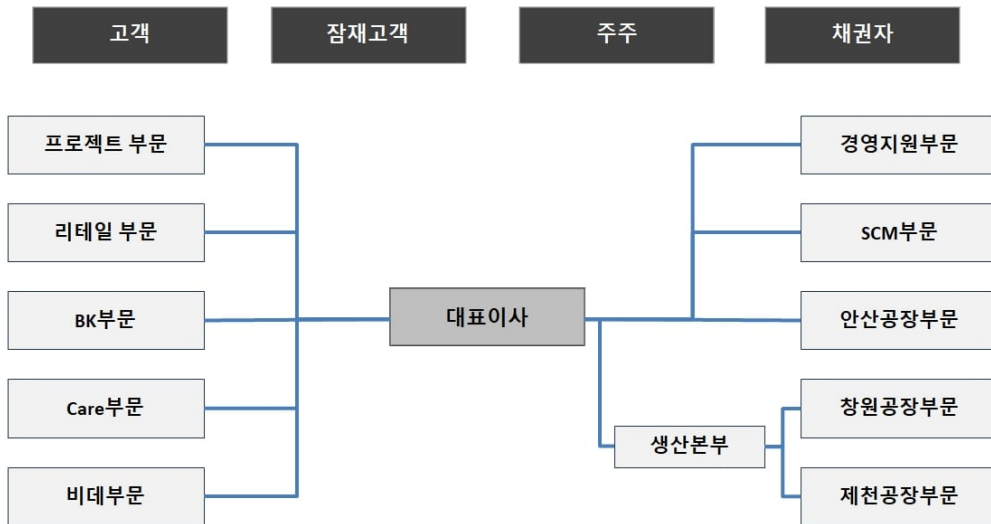 고객
잠재고객
주주
채권자
프로젝트 부문
경영지원부문
리테일 부문
SCM부문
BK부문
대표이사
안산공장부문
Care부문
창원공장부문
생산본부
비데부문
제천공장부문